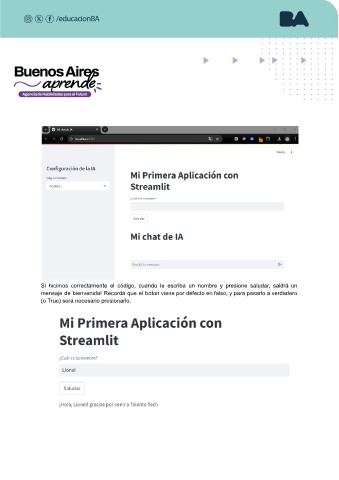 /educacionBA
BA
Buenos Aires
aprende
Agencia de Habilidades para el Futuro
Mi Primera Aplicación con
Streamlit
Configuración de la IA
¿Cuál es tu nombre?
Saludar
Mi chat de IA
Escribí tu mensaje
Si hicimos correctamente el código, cuando le escriba un nombre y presione saludar, saldrá un
mensaje de bienvenida! Recordá que el boton viene por defecto en falso, y para pasarlo a verdadero
(o True) será necesario presionarlo.
Mi Primera Aplicación con
Streamlit
¿Cuál es tu nombre?
Lionel
Saludar
¡Hola, Lionel! gracias por venir a Talento Tech